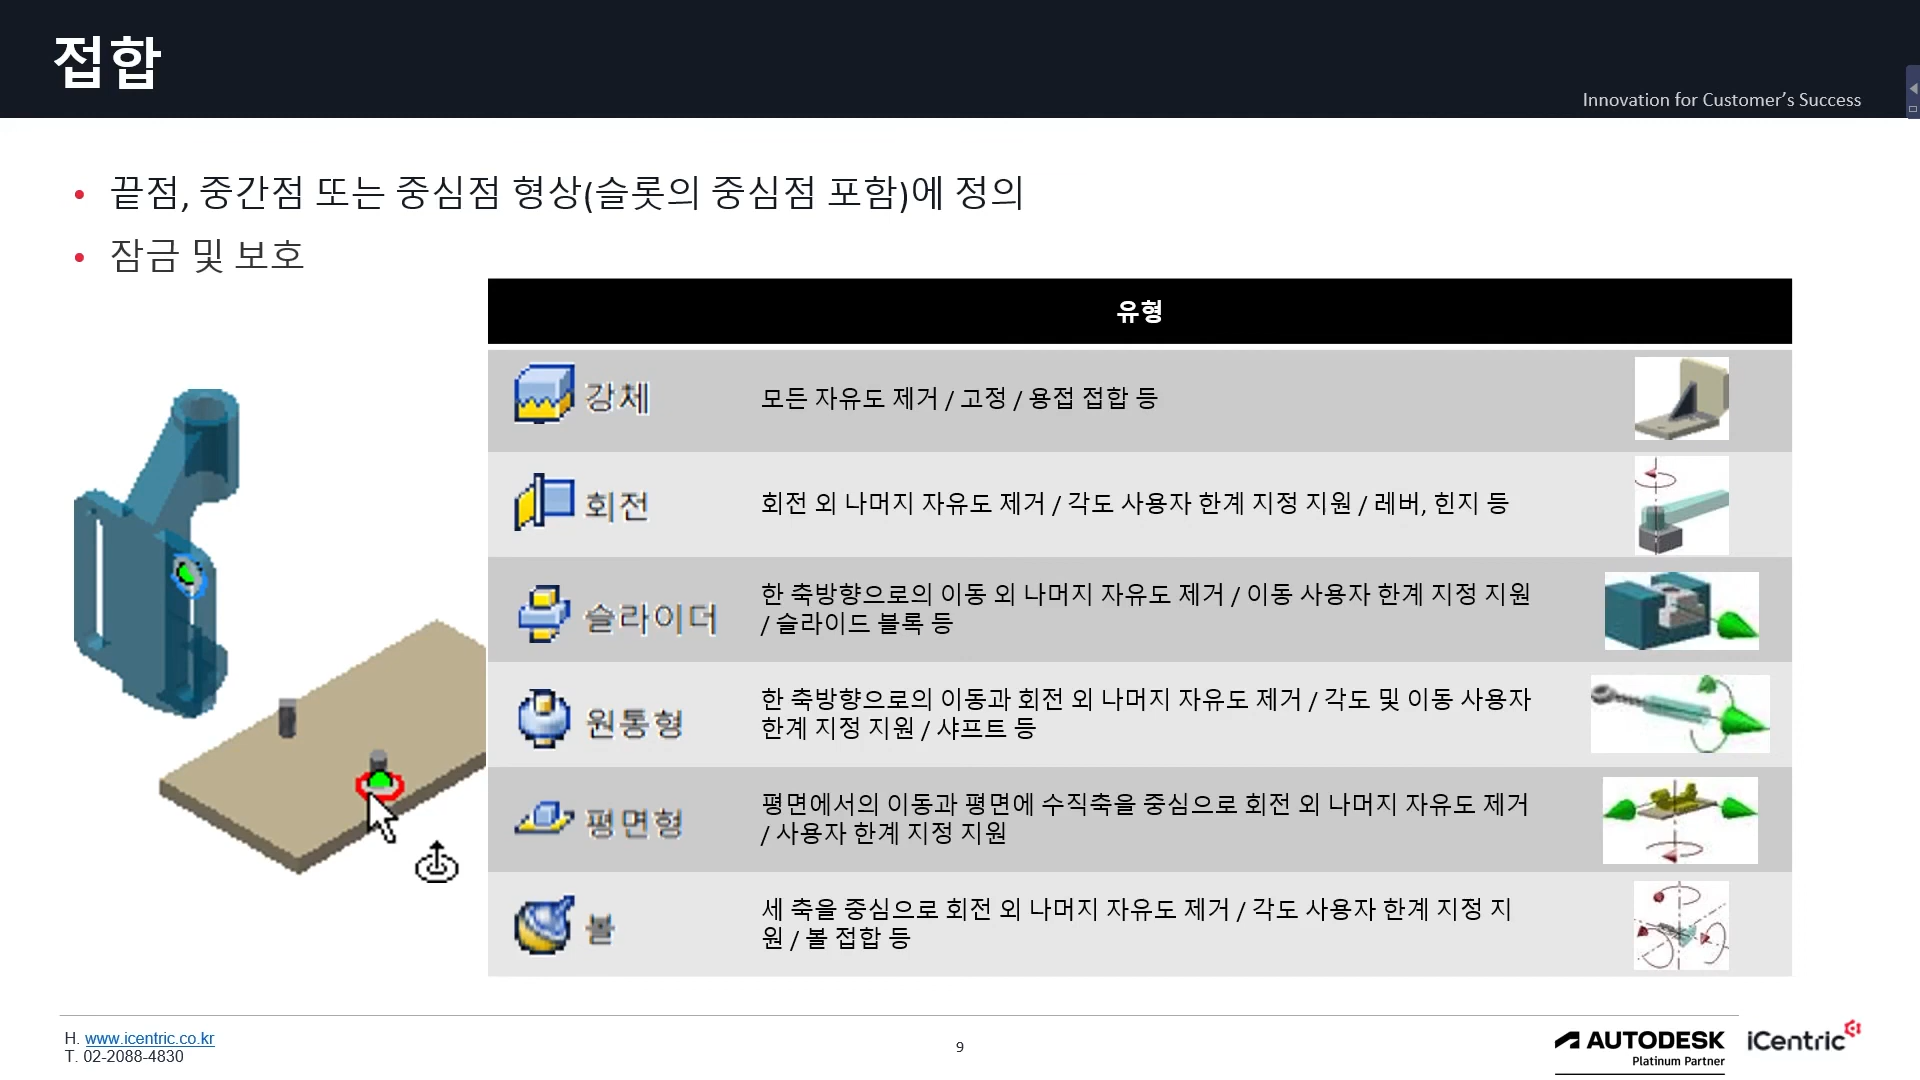 접합
Innovation for Customer’s Success
• 끝점, 중간점 또는 중심점 형상(슬롯의 중심점 포함)에 정의
• 잠금 및 보호
유형
강체
모든 자유도 제거 / 고정 / 용접 접합 등
회전
회전 외 나머지 자유도 제거 / 각도 사용자 한계 지정 지원 / 레버, 힌지 등
슬라이더
한 축방향으로의 이동 외 나머지 자유도 제거 / 이동 사용자 한계 지정 지원
/ 슬라이드 블록 등
원통형
한 축방향으로의 이동과 회전 외 나머지 자유도 제거 / 각도 및 이동 사용자
한계 지정 지원 / 샤프트 등
평면형
평면에서의 이동과 평면에 수직축을 중심으로 회전 외 나머지 자유도 제거
/ 사용자 한계 지정 지원
볼
세 축을 중심으로 회전 외 나머지 자유도 제거 / 각도 사용자 한계 지정 지
원 / 볼 접합 등
H. www.icentric.co.kr
T. 02-2088-4830
9
AUTODESK
Platinum Partner
iCentric